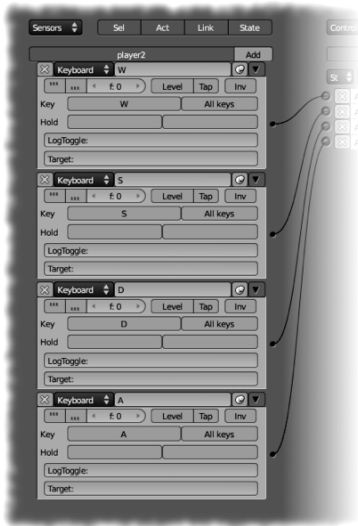 Sensors Sel Act Link State Control
player2 Add
Keyboard W
f: 0 Level Tap Inv
Key W All keys
Hold
LogToggle:
Target:
Keyboard S
f: 0 Level Tap Inv
Key S All keys
Hold
LogToggle:
Target:
Keyboard D
f: 0 Level Tap Inv
Key D All keys
Hold
LogToggle:
Target:
Keyboard A
f: 0 Level Tap Inv
Key A All keys
Hold
LogToggle:
Target:
St